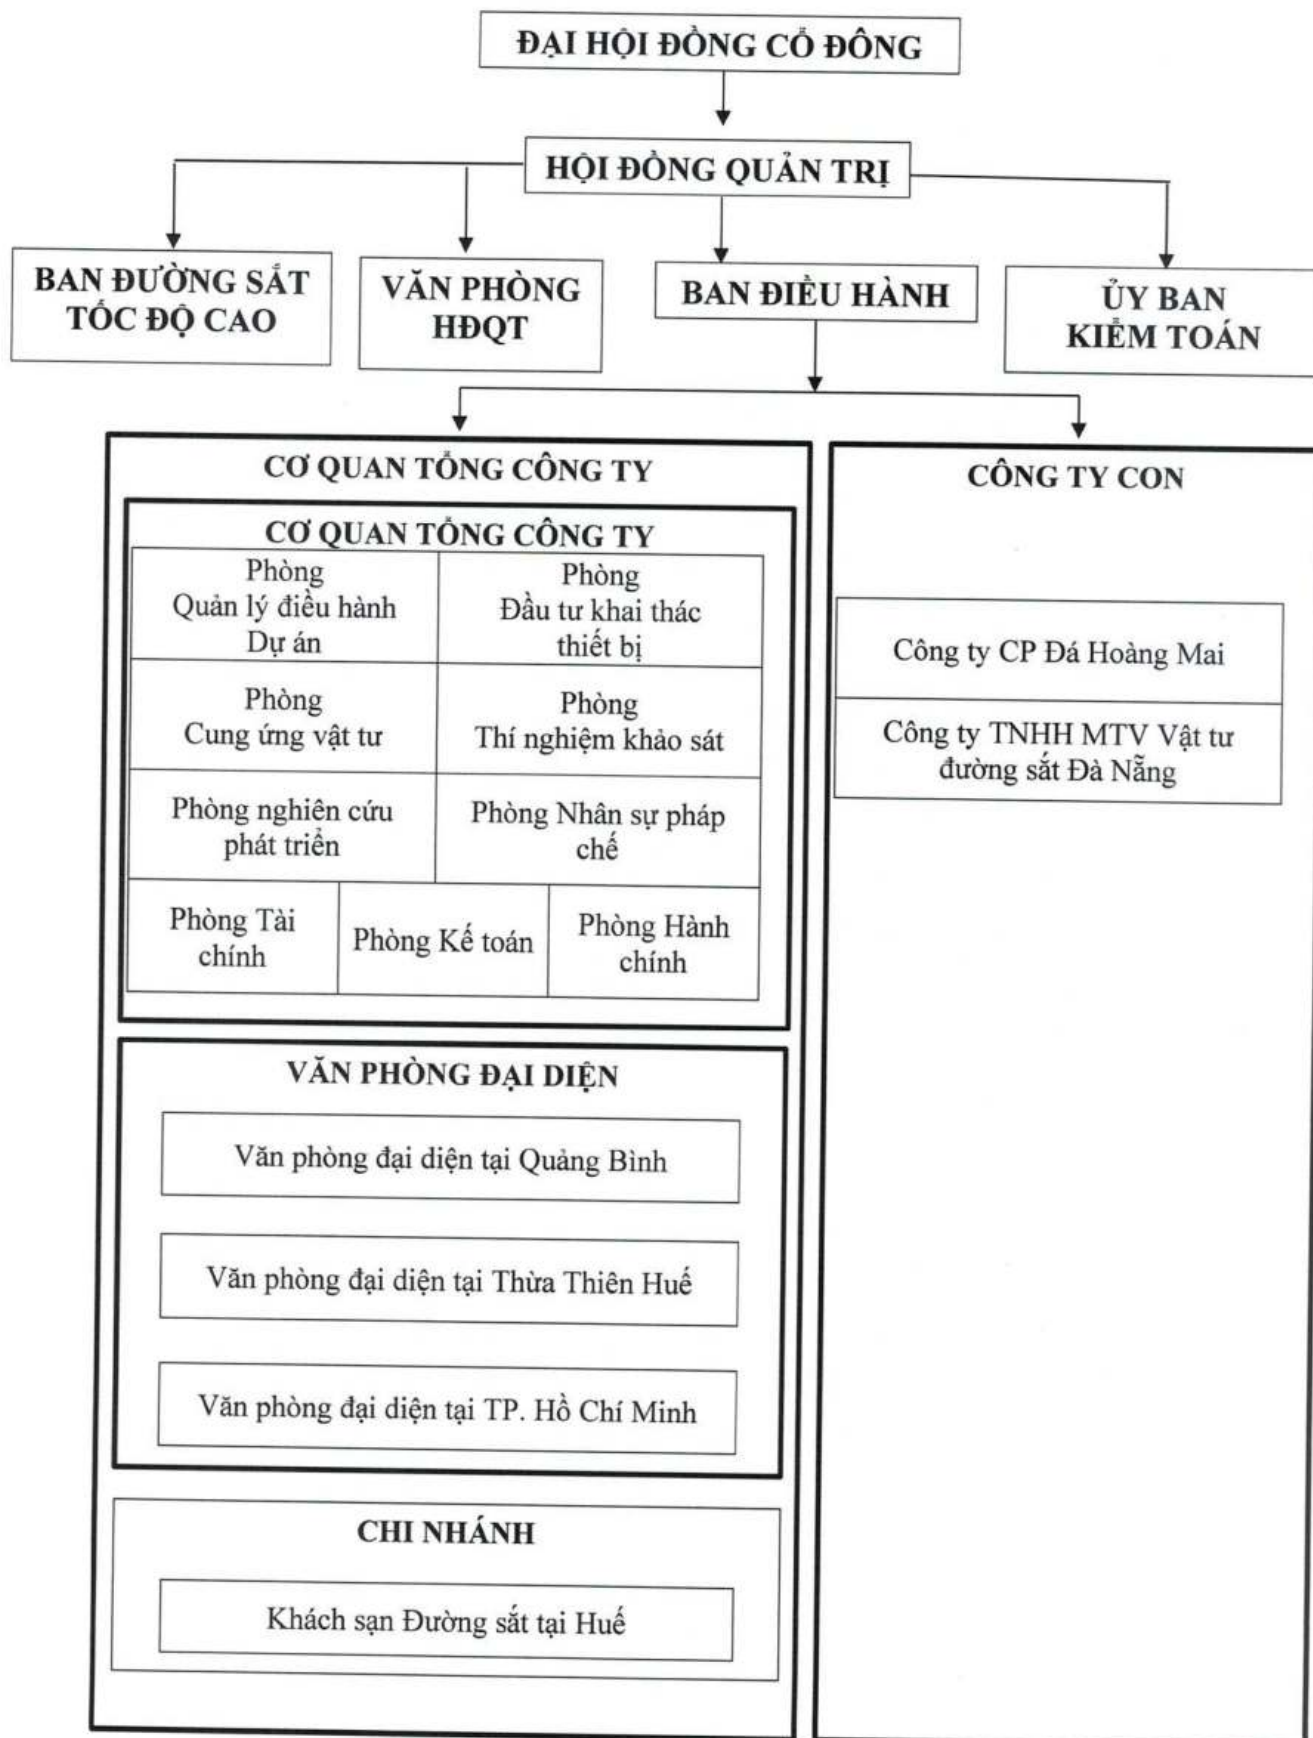 ĐẠI HỘI ĐỒNG CỔ ĐÔNG
HỘI ĐỒNG QUẢN TRỊ
BAN ĐƯỜNG SẮT
TỐC ĐỘ CAO
VĂN PHÒNG
HĐQT
BAN ĐIỀU HÀNH
ỦY BAN
KIỂM TOÁN
CƠ QUAN TỔNG CÔNG TY
CƠ QUAN TỔNG CÔNG TY
Phòng
Quản lý điều hành
Dự án
Phòng
Đầu tư khai thác
thiết bị
Phòng
Cung ứng vật tư
Phòng
Thí nghiệm khảo sát
Phòng nghiên cứu
phát triển
Phòng Nhân sự pháp
chế
Phòng Tài
chính
Phòng Kế toán
Phòng Hành
chính
VĂN PHÒNG ĐẠI DIỆN
Văn phòng đại diện tại Quảng Bình
Văn phòng đại diện tại Thừa Thiên Huế
Văn phòng đại diện tại TP. Hồ Chí Minh
CHI NHÁNH
Khách sạn Đường sắt tại Huế
CÔNG TY CON
Công ty CP Đá Hoàng Mai
Công ty TNHH MTV Vật tư
đường sắt Đà Nẵng